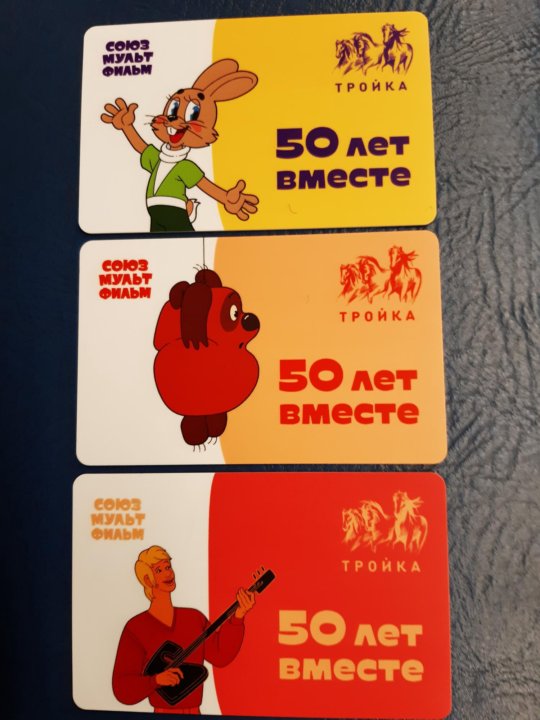 СОЮЗ
МУЛЬТ
ФИЛЬМ
ТРОЙКА
50 лет
вместе
СОЮЗ
МУЛЬТ
ФИЛЬМ
ТРОЙКА
50 лет
вместе
СОЮЗ
МУЛЬТ
ФИЛЬМ
ТРОЙКА
50 лет
вместе